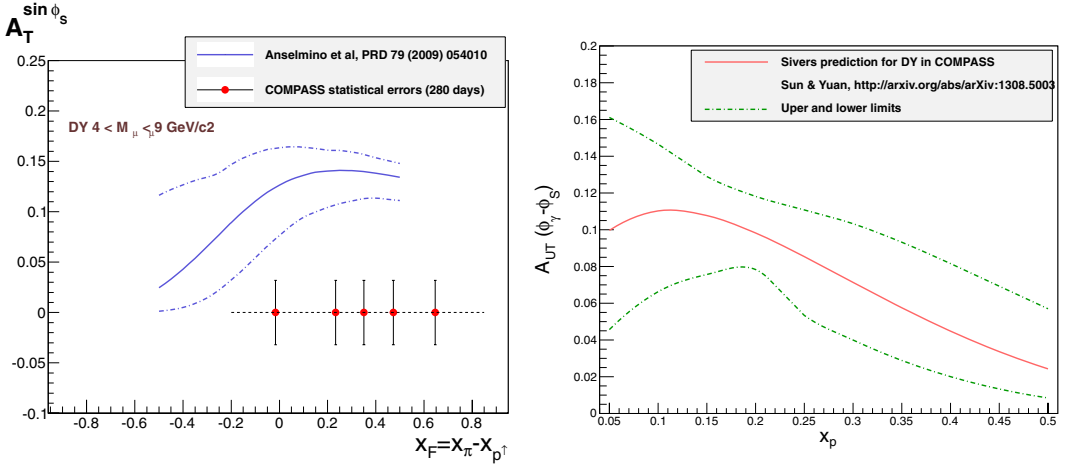 A_T^{sin ϕ_S}
Anselmino et al, PRD 79 (2009) 054010
COMPASS statistical errors (280 days)
DY 4 < M_{μ μ} < 9 GeV/c2
0.25
0.2
0.15
0.1
0.05
0
-0.05
-0.1
-0.8 -0.6 -0.4 -0.2 0 0.2 0.4 0.6 0.8
x_F=x_π-x_{p↑}
Sivers prediction for DY in COMPASS
Sun & Yuan, http://arxiv.org/abs/arXiv:1308.5003
Uper and lower limits
A_{UT} (ϕ_γ-ϕ_S)
0.2
0.18
0.16
0.14
0.12
0.1
0.08
0.06
0.04
0.02
0
0.05 0.1 0.15 0.2 0.25 0.3 0.35 0.4 0.45 0.5
x_p